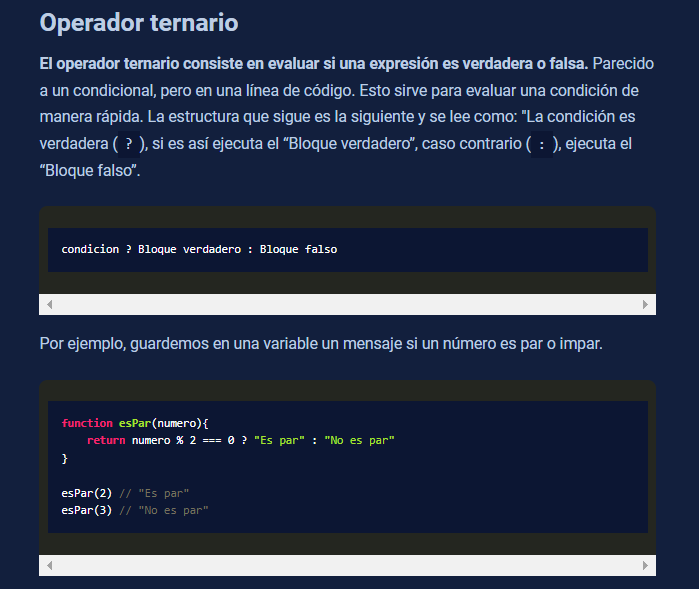 Operador ternario
El operador ternario consiste en evaluar si una expresión es verdadera o falsa. Parecido
a un condicional, pero en una línea de código. Esto sirve para evaluar una condición de
manera rápida. La estructura que sigue es la siguiente y se lee como: "La condición es
verdadera ( ? ), si es así ejecuta el “Bloque verdadero”, caso contrario ( : ), ejecuta el
“Bloque falso”.
condicion ? Bloque verdadero : Bloque falso
Por ejemplo, guardemos en una variable un mensaje si un número es par o impar.
function esPar(numero){
    return numero % 2 === 0 ? "Es par" : "No es par"
}
esPar(2) // "Es par"
esPar(3) // "No es par"